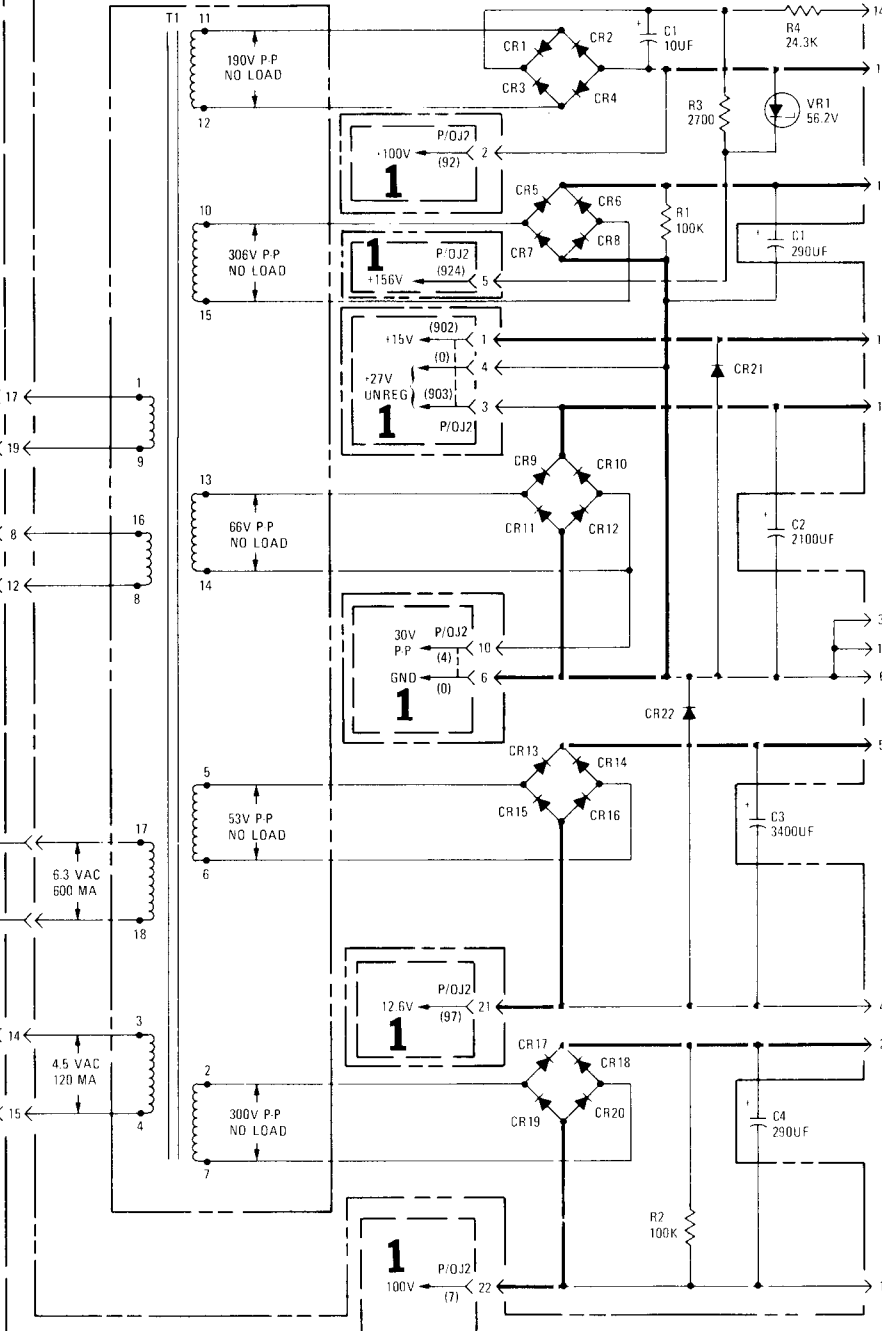 T1
11
190V P-P
NO LOAD
12
CR1
CR2
CR3
CR4
+
C1
10UF
R4
24.3K
14
R3
2700
VR1
56.2V
P/OJ2
+100V
2
(92)
1
10
306V P-P
NO LOAD
15
CR5
CR6
CR7
CR8
R1
100K
+
C1
290UF
1
P/OJ2
(924)
+156V
5
(902)
+15V
1
(0)
4
+27V
UNREG
(903)
3
P/OJ2
1
CR21
17
1
19
9
13
66V P-P
NO LOAD
14
CR9
CR10
CR11
CR12
+
C2
2100UF
8
16
12
8
30V
P-P
P/OJ2
10
(4)
GND
6
(0)
1
3
1
6
CR22
5
5
53V P-P
NO LOAD
6
CR13
CR14
CR15
CR16
+
C3
3400UF
17
6.3 VAC
600 MA
18
P/OJ2
12.6V
21
(97)
1
4
14
3
4.5 VAC
120 MA
15
4
2
300V P-P
NO LOAD
7
CR17
CR18
CR19
CR20
+
C4
290UF
R2
100K
1
P/OJ2
100V
22
(7)